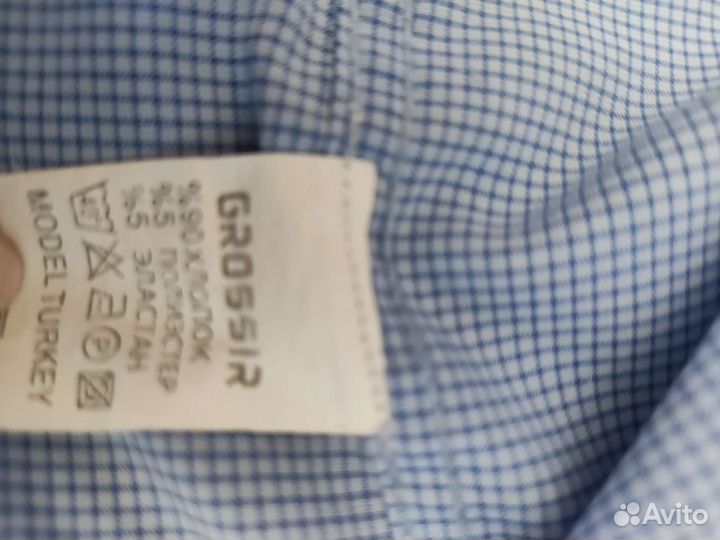 GROSSIR
%90 ХЛОПОК
%5 ПОЛИЭСТЕР
%5 ЭЛАСТАН
MODEL TURKEY
Avito